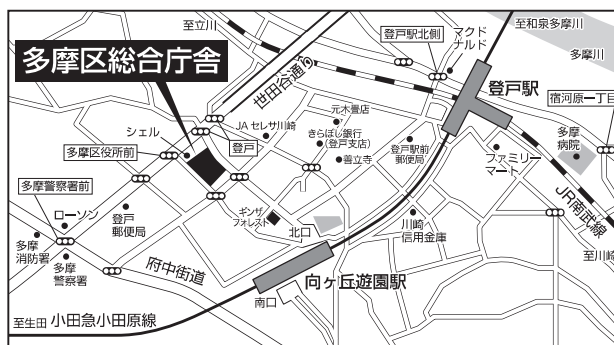 至立川
至和泉多摩川
多摩川
登戸駅北側
マクド
ナルド
多摩区総合庁舎
世田谷通り
登戸駅
宿河原一丁目
元木畳店
JA セレサ川崎
シェル
きらぼし銀行
(登戸支店)
登戸
多摩区役所前
善立寺
登戸駅前
郵便局
ファミリー
マート
多摩
病院
多摩警察署前
JR南武線
ローソン
登戸
郵便局
ギンザ
フォレスト
北口
川崎
信用金庫
多摩
消防署
多摩
警察署
府中街道
至川崎
向ヶ丘遊園駅
南口
至生田 小田急小田原線